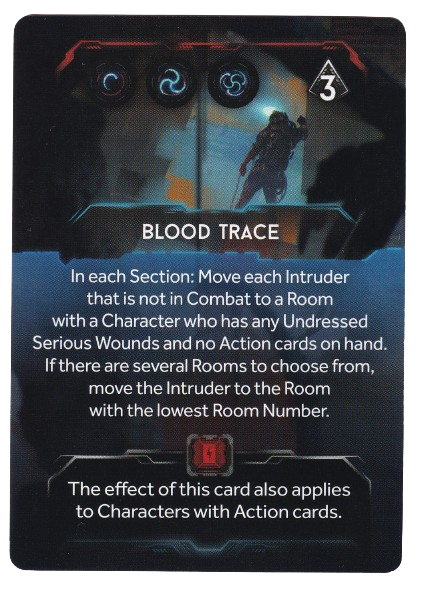 3
BLOOD TRACE
In each Section: Move each Intruder
that is not in Combat to a Room
with a Character who has any Undressed
Serious Wounds and no Action cards on hand.
If there are several Rooms to choose from,
move the Intruder to the Room
with the lowest Room Number.
The effect of this card also applies
to Characters with Action cards.